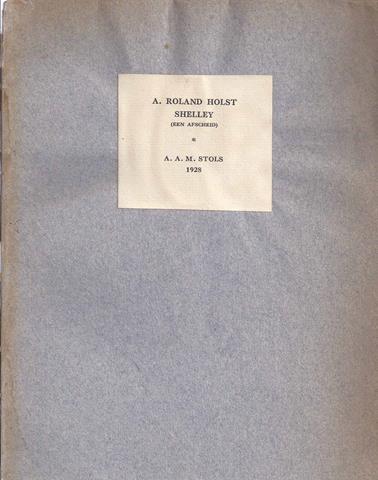 A. ROLAND HOLST
SHELLEY
(EEN AFSCHEID)
*
A. A. M. STOLS
1928